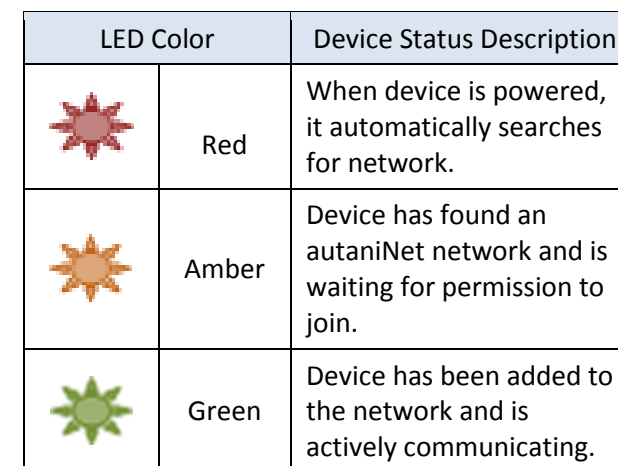 LED Color Device Status Description
When device is powered,
it automatically searches
Red
for network.
Device has found an
autaniNet network and is
Amber
waiting for permission to
join.
Device has been added to
Green the network and is
actively communicating.